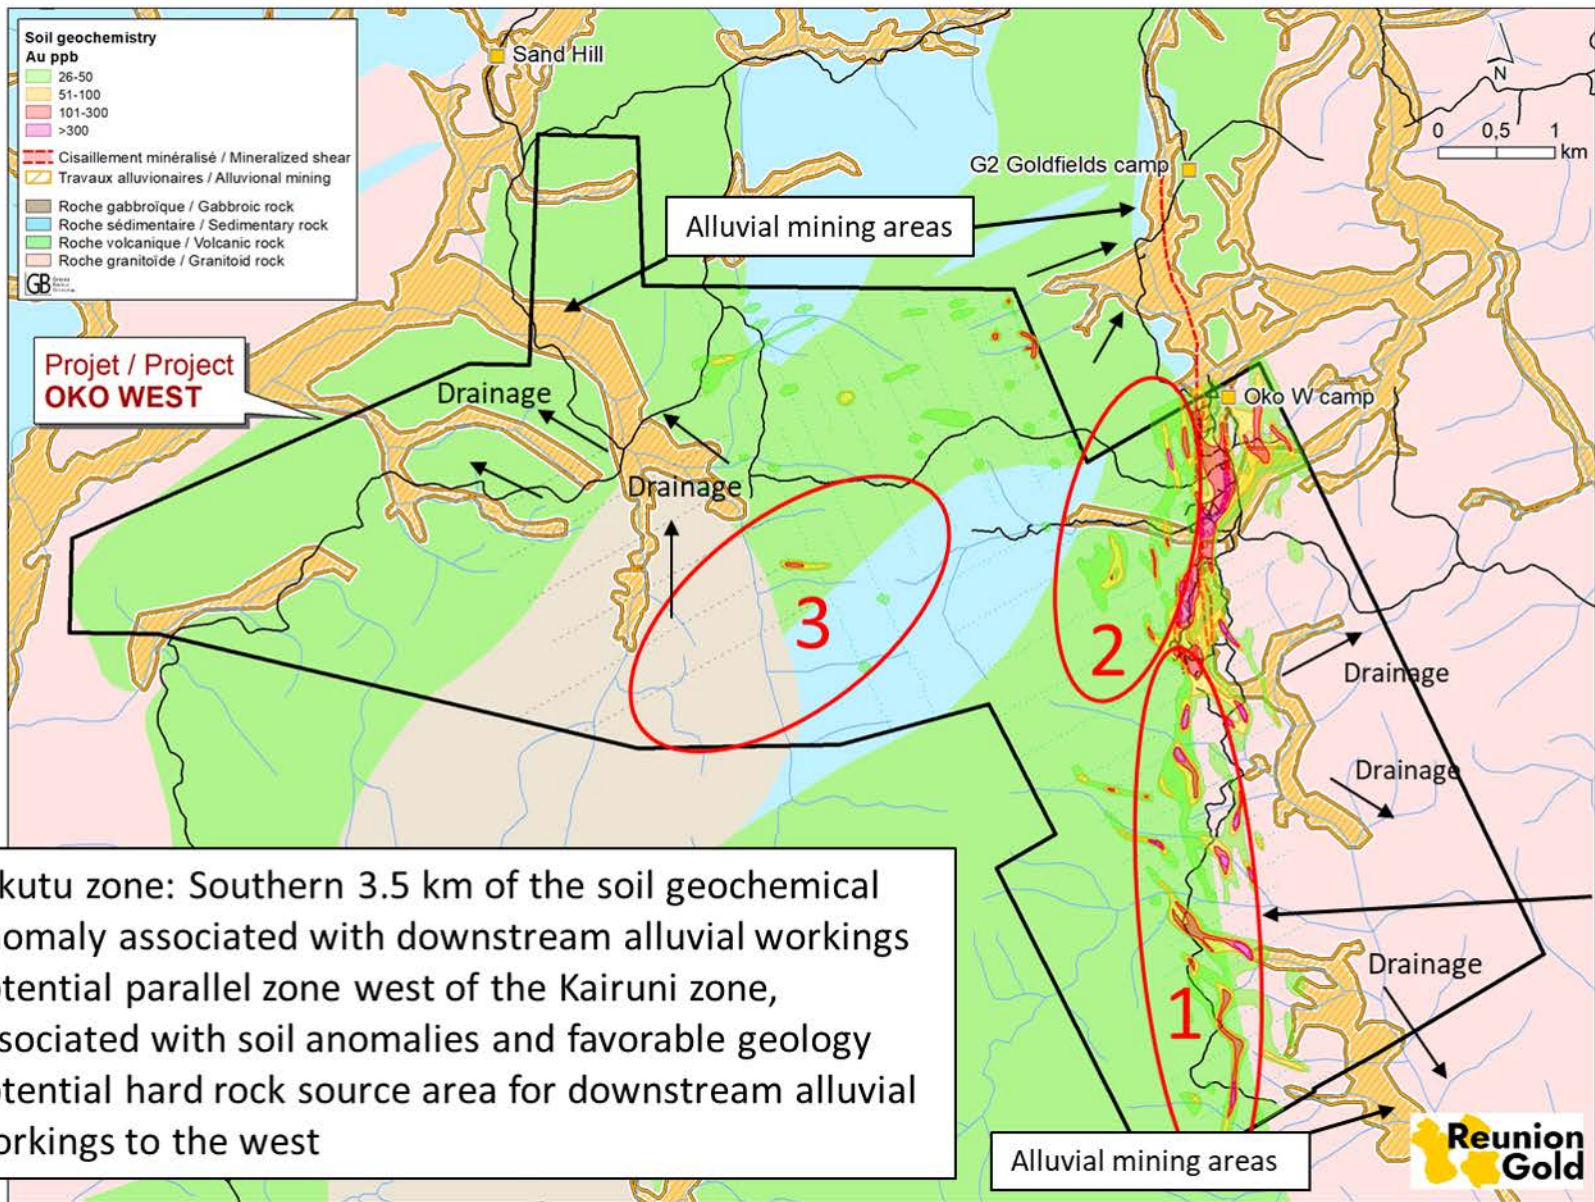 Soil geochemistry
Au ppb
26-50
51-100
101-300
>300
Cisaillement minéralisé / Mineralized shear
Travaux alluvionaires / Alluvional mining
Roche gabbroïque / Gabbroic rock
Roche sédimentaire / Sedimentary rock
Roche volcanique / Volcanic rock
Roche granitoïde / Granitoid rock
GB
Sand Hill
N
0 0,5 1
km
G2 Goldfields camp
Alluvial mining areas
Projet / Project
OKO WEST
Drainage
Oko W camp
Drainage
3
2
Drainage
Drainage
kutu zone: Southern 3.5 km of the soil geochemical
nomaly associated with downstream alluvial workings
otential parallel zone west of the Kairuni zone,
ssociated with soil anomalies and favorable geology
otential hard rock source area for downstream alluvial
orkings to the west
Drainage
1
Alluvial mining areas
Reunion
Gold